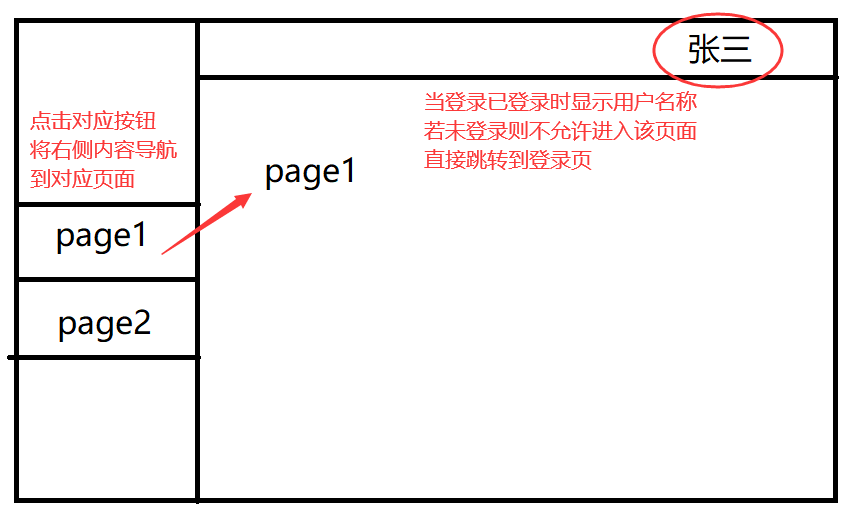 张三
当登录已登录时显示用户名称
若未登录则不允许进入该页面
直接跳转到登录页
点击对应按钮
将右侧内容导航
到对应页面
page1
page1
page2